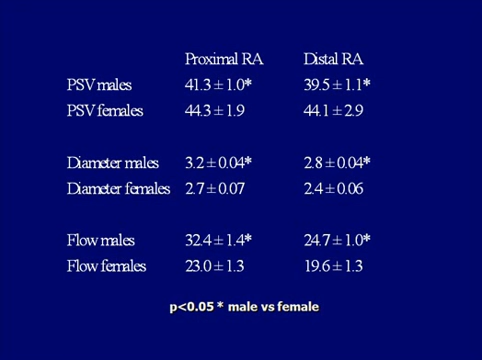 Proximal RA Distal RA
PSV males 41.3 ± 1.0* 39.5 ± 1.1*
PSV females 44.3 ± 1.9 44.1 ± 2.9
Diameter males 3.2 ± 0.04* 2.8 ± 0.04*
Diameter females 2.7 ± 0.07 2.4 ± 0.06
Flow males 32.4 ± 1.4* 24.7 ± 1.0*
Flow females 23.0 ± 1.3 19.6 ± 1.3
p<0.05 * male vs female